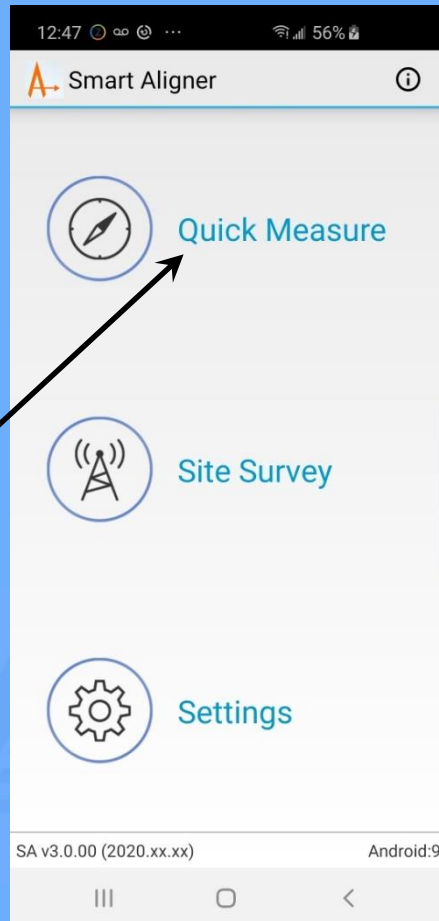 12:47 56%
Smart Aligner
Quick Measure
Site Survey
Settings
SA v3.0.00 (2020.xx.xx) Android:9